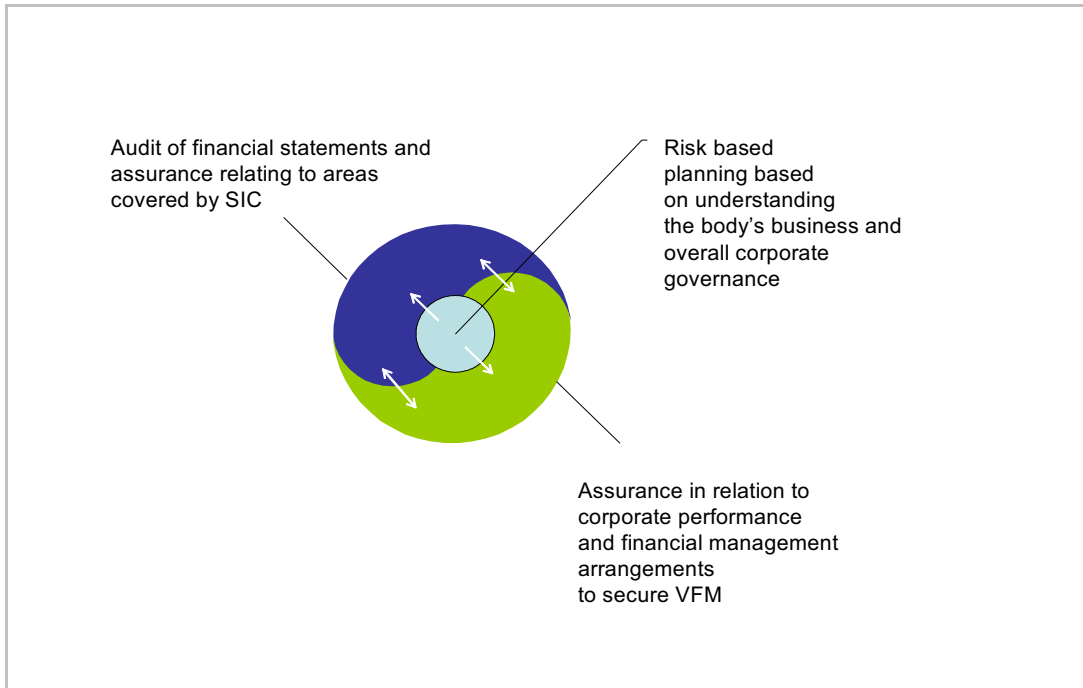 Audit of financial statements and
assurance relating to areas
covered by SIC
Risk based
planning based
on understanding
the body's business and
overall corporate
governance
Assurance in relation to
corporate performance
and financial management
arrangements
to secure VFM